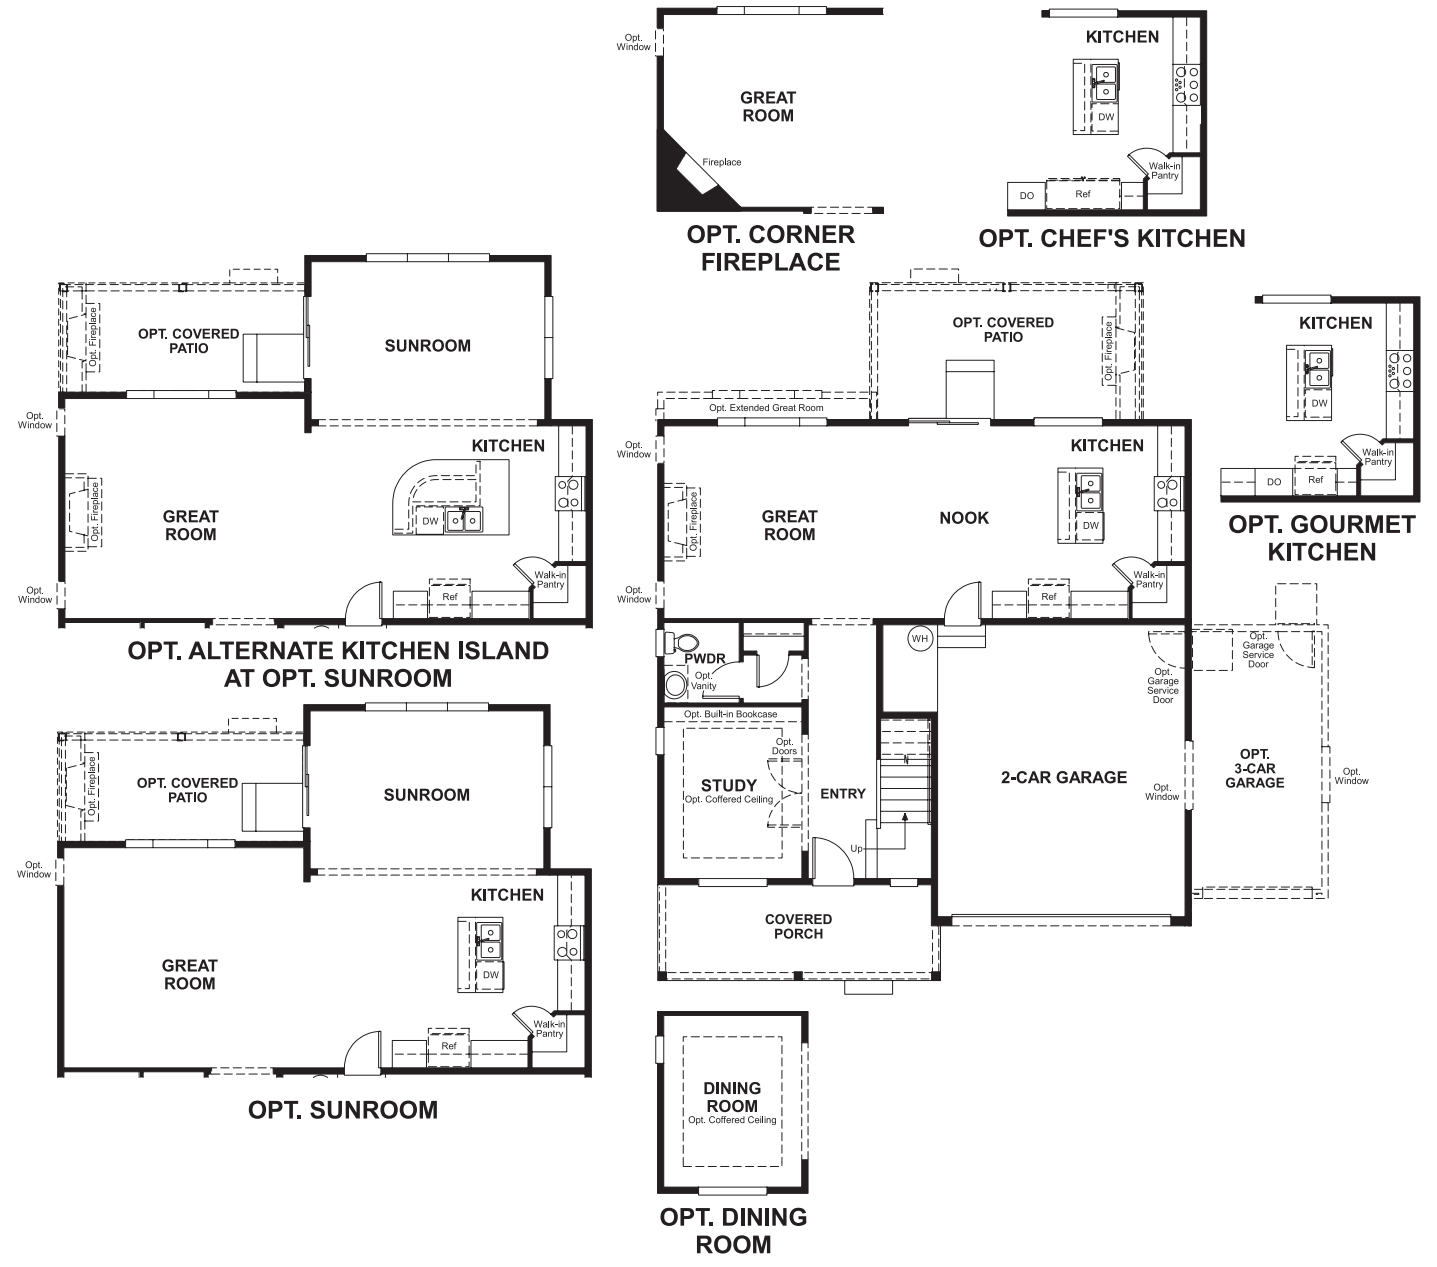 Opt.
Window
GREAT
ROOM
Fireplace
OPT. CORNER
FIREPLACE
KITCHEN
DW
Walk-in
Pantry
DO
Ref
OPT. CHEF'S KITCHEN
OPT. COVERED
PATIO
Opt. Fireplace
SUNROOM
Opt.
Window
KITCHEN
DW
GREAT
ROOM
Opt. Fireplace
Opt.
Window
Walk-in
Pantry
Ref
OPT. ALTERNATE KITCHEN ISLAND
AT OPT. SUNROOM
OPT. COVERED
PATIO
Opt. Fireplace
Opt. Extended Great Room
Opt.
Window
KITCHEN
GREAT
ROOM
NOOK
Opt. Fireplace
DW
Opt.
Window
Walk-in
Pantry
Ref
KITCHEN
DW
Walk-in
Pantry
DO
Ref
OPT. GOURMET
KITCHEN
PWDR
Opt.
Vanity
WH
Opt.
Garage
Service
Door
Opt.
Garage
Service
Door
Opt. Built-in Bookcase
Opt.
Doors
STUDY
Opt. Coffered Ceiling
ENTRY
Up
2-CAR GARAGE
Opt.
Window
OPT.
3-CAR
GARAGE
Opt.
Window
COVERED
PORCH
OPT. COVERED
PATIO
Opt. Fireplace
SUNROOM
Opt.
Window
KITCHEN
GREAT
ROOM
DW
Walk-in
Pantry
Ref
OPT. SUNROOM
DINING
ROOM
Opt. Coffered Ceiling
OPT. DINING
ROOM